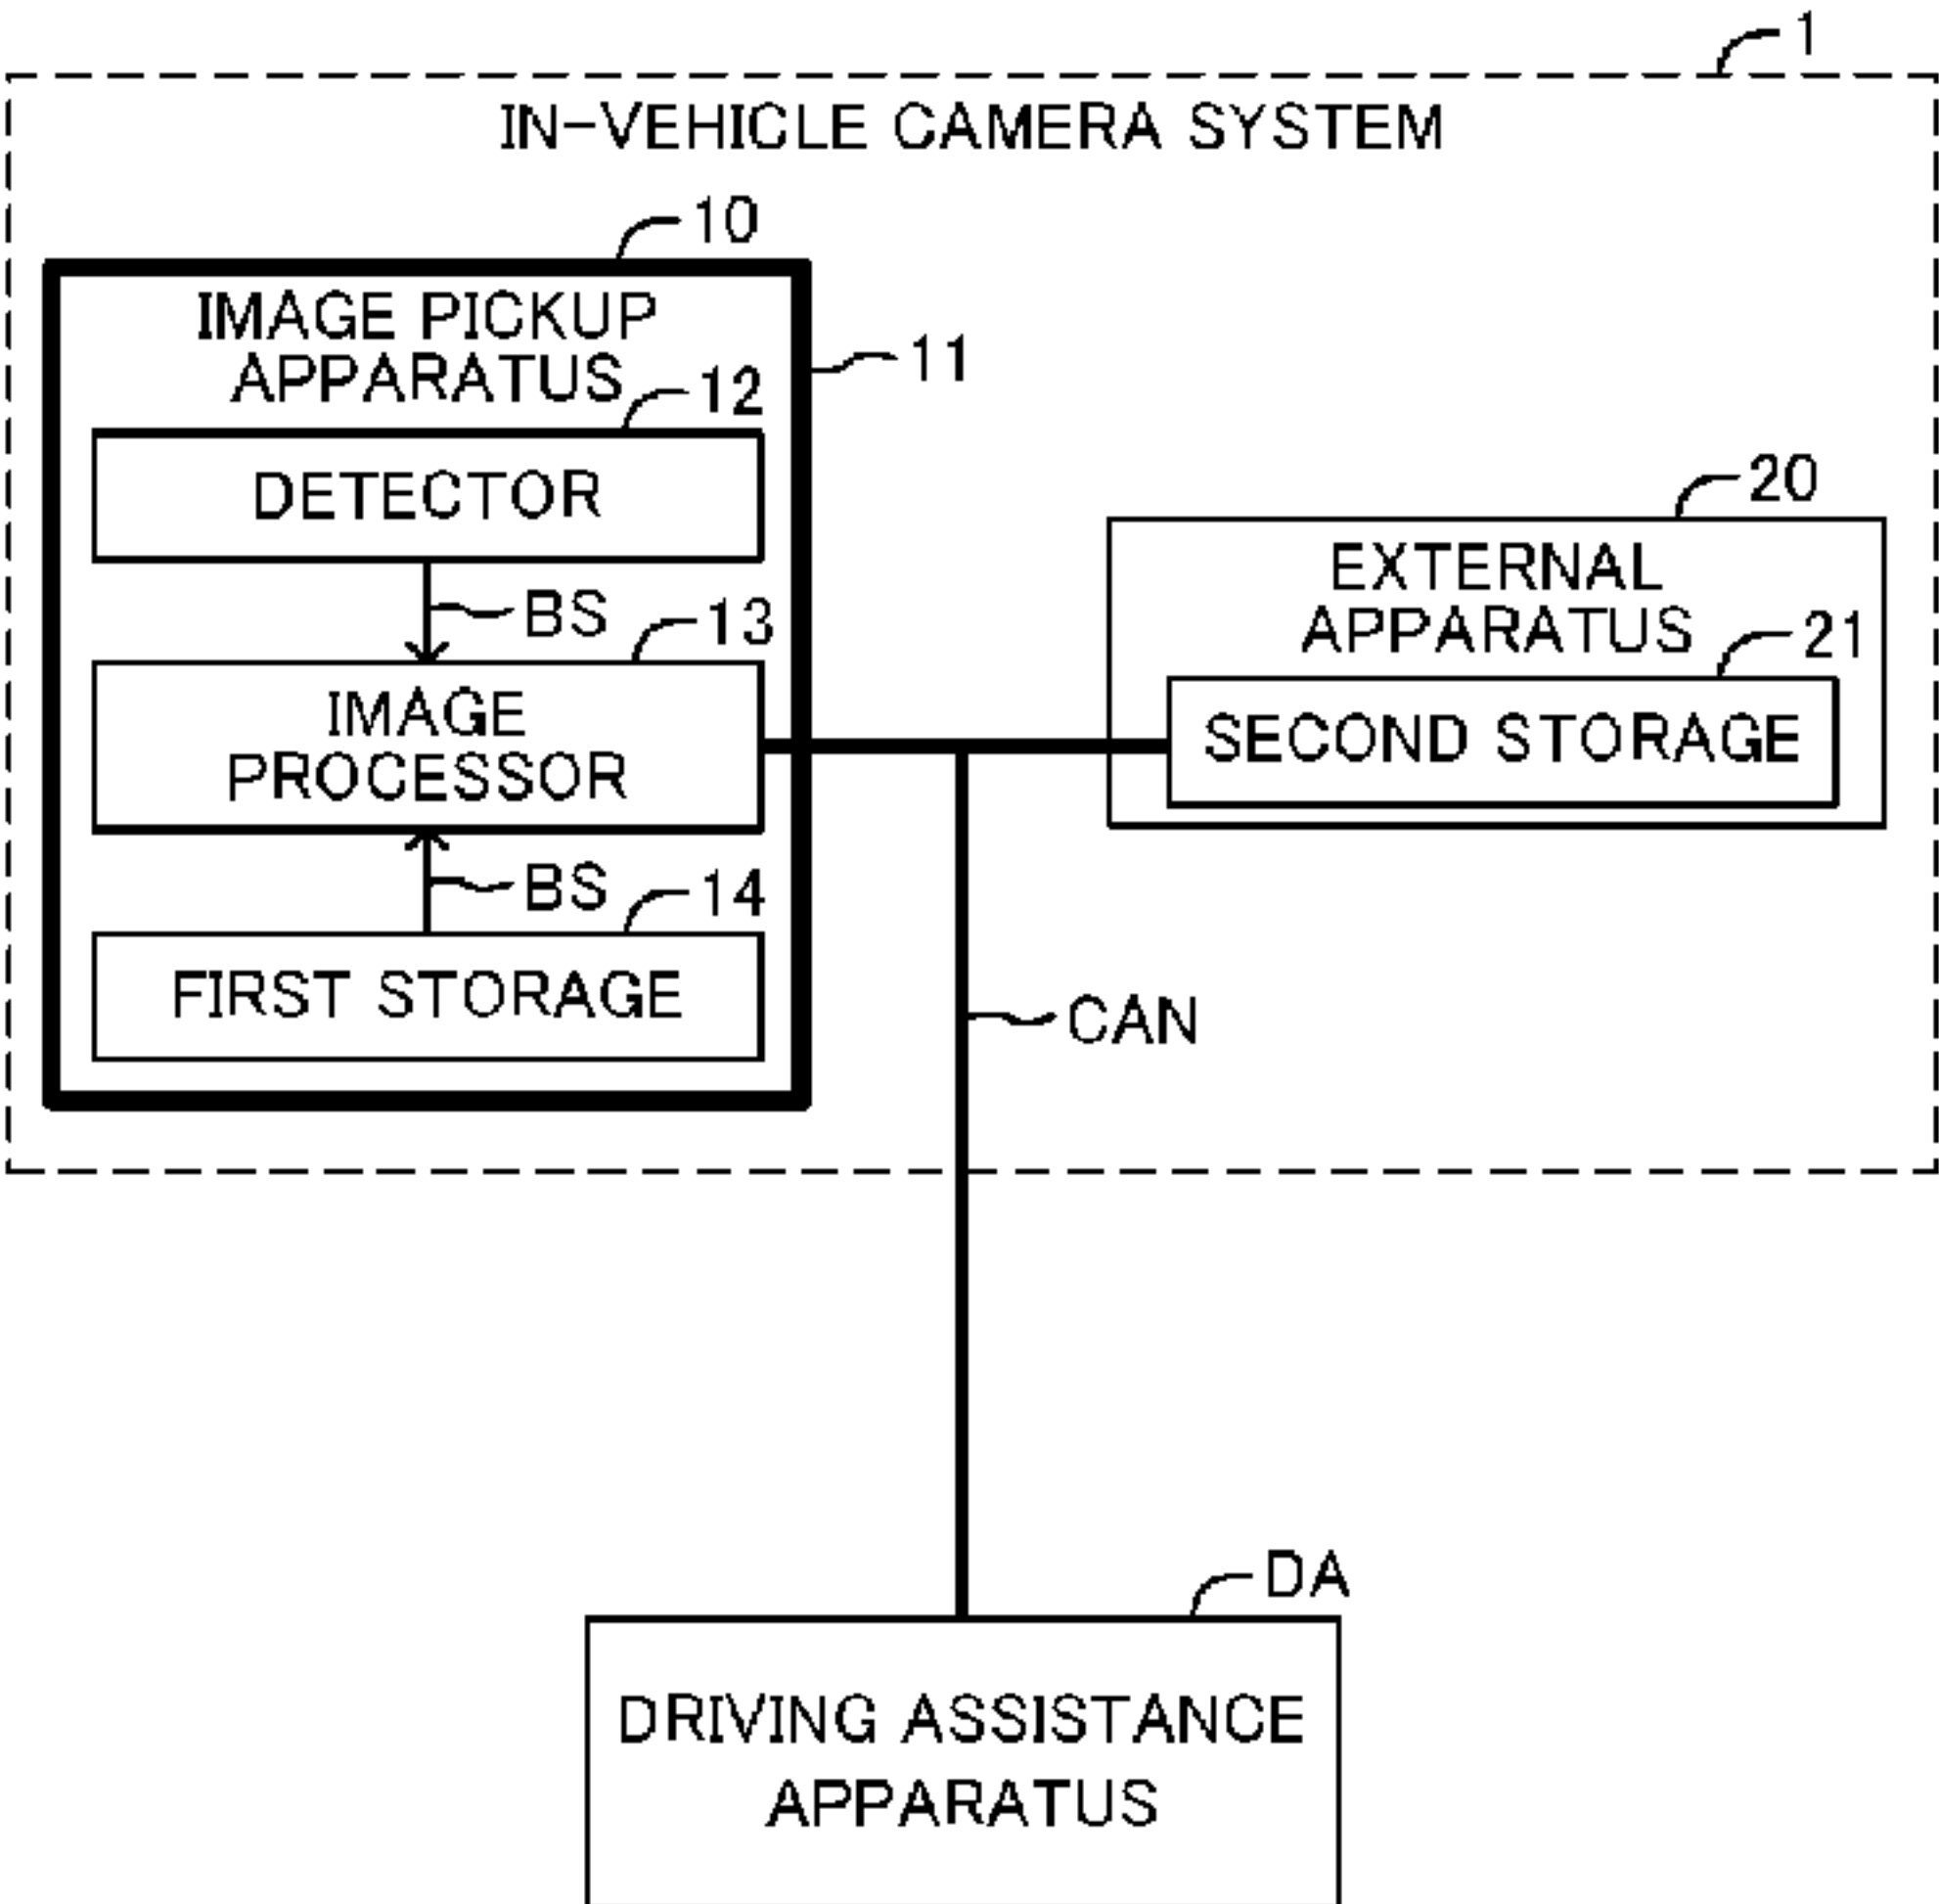 1
IN-VEHICLE CAMERA SYSTEM
10
IMAGE PICKUP
APPARATUS
11
12
DETECTOR
BS
13
IMAGE
PROCESSOR
BS
14
FIRST STORAGE
20
EXTERNAL
APPARATUS
21
SECOND STORAGE
CAN
DA
DRIVING ASSISTANCE
APPARATUS